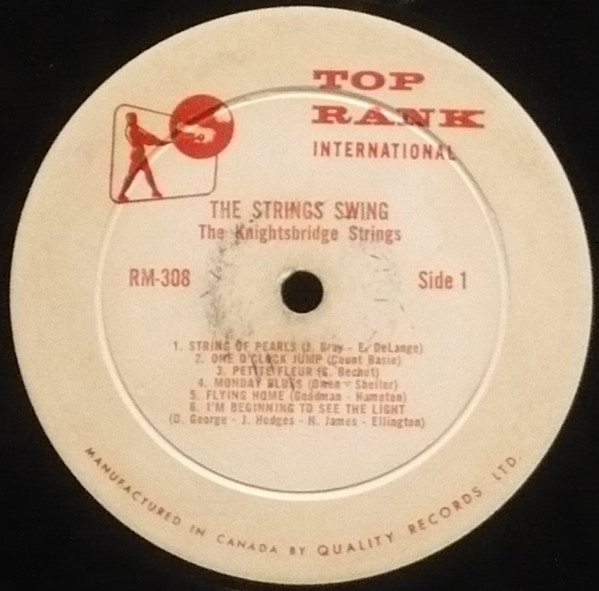 TOP
RANK
INTERNATIONAL
THE STRINGS SWING
The Knightsbridge Strings
RM-308
Side 1
1. STRING OF PEARLS (J. Gray - E. DeLange)
2. ONE O'CLOCK JUMP (Count Basie)
3. PETITE FLEUR (S. Bechet)
4. MONDAY BLUES (Owen - Sheller)
5. FLYING HOME (Goodman - Hampton)
6. I'M BEGINNING TO SEE THE LIGHT
(D. George - J. Hodges - H. James - Ellington)
MANUFACTURED IN CANADA BY QUALITY RECORDS LTD.